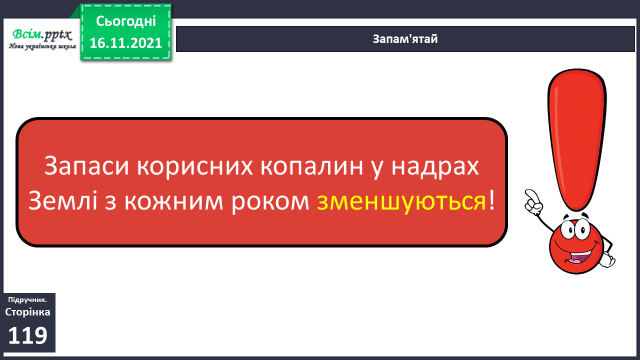 Всім.pptx
Нова українська школа
Сьогодні
16.11.2021
Запам'ятай
Запаси корисних копалин у надрах
Землі з кожним роком зменшуються!
Підручник.
Сторінка
119